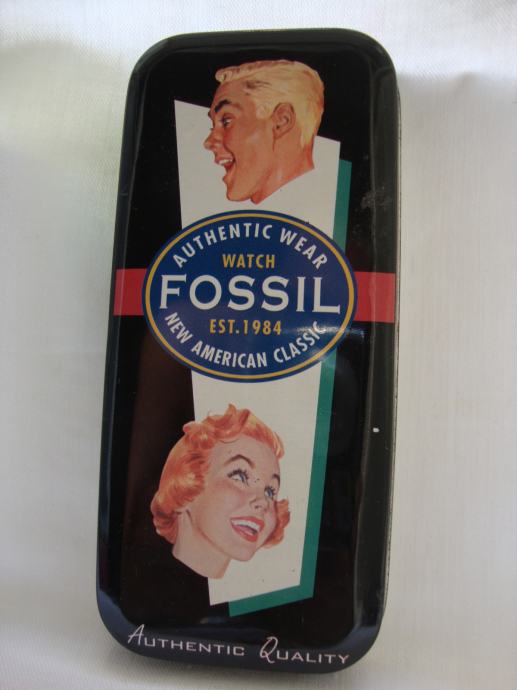 AUTHENTIC WEAR
WATCH
FOSSIL
EST. 1984
NEW AMERICAN CLASSIC
AUTHENTIC QUALITY